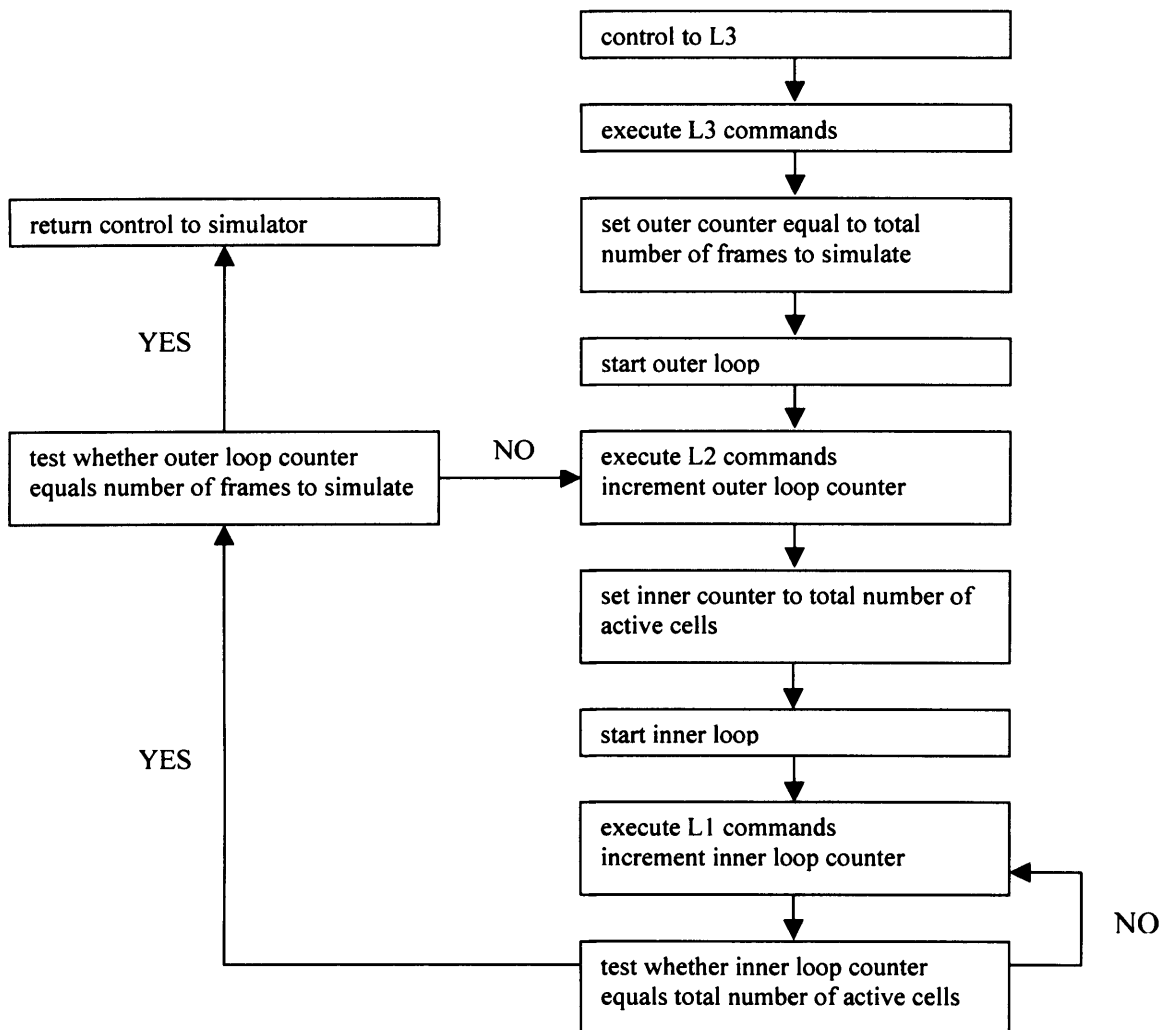 control to L3
execute L3 commands
set outer counter equal to total
number of frames to simulate
start outer loop
execute L2 commands
increment outer loop counter
set inner counter to total number of
active cells
start inner loop
execute L1 commands
increment inner loop counter
NO
test whether inner loop counter
equals total number of active cells
YES
test whether outer loop counter
equals number of frames to simulate
NO
YES
return control to simulator